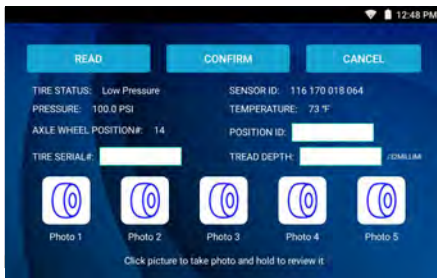 12:48 PM
READ CONFIRM CANCEL
TIRE STATUS: Low Pressure SENSOR ID: 116 170 018 064
PRESSURE: 100.0 PSI TEMPERATURE: 73 °F
AXLE WHEEL POSITION#: 14 POSITION ID:
TIRE SERIAL#: TREAD DEPTH:
Photo 1 Photo 2 Photo 3 Photo 4 Photo 5
Click picture to take photo and hold to review it